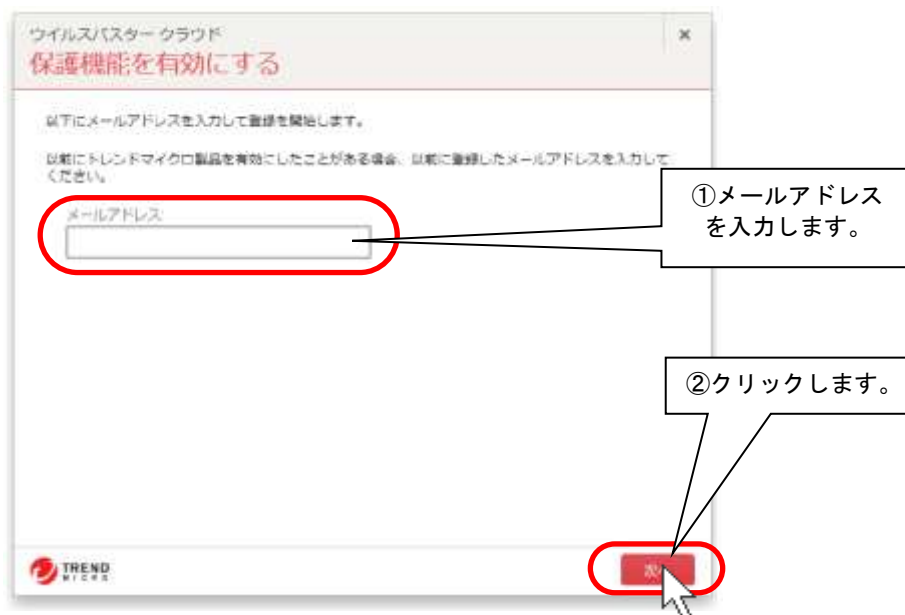 ウイルスバスター クラウド
保護機能を有効にする
×
以下にメールアドレスを入力して登録を開始します。
以前にトレンドマイクロ製品を有効にしたことがある場合、以前に登録したメールアドレスを入力して
ください。
メールアドレス
①メールアドレス
を入力します。
②クリックします。
TREND
MICRO
次